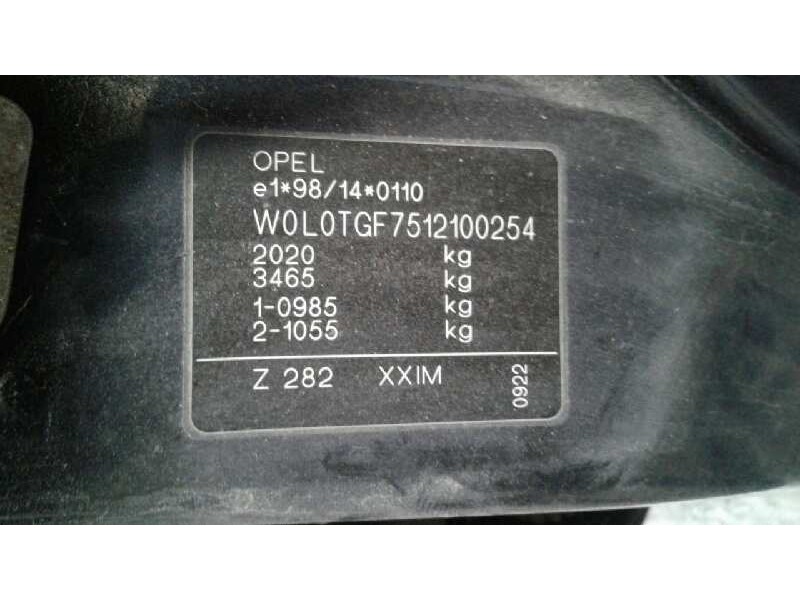 OPEL
e1*98/14*0110
W0L0TGF7512100254
2020 kg
3465 kg
1-0985 kg
2-1055 kg
Z 282 XXIM
0922